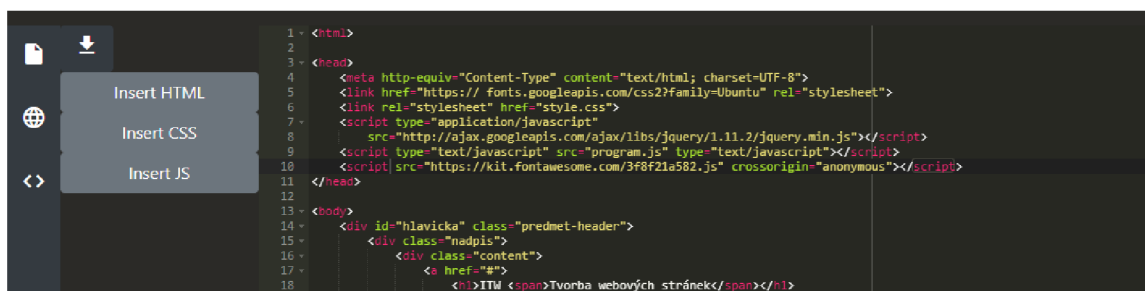 Insert HTML
Insert CSS
Insert JS
1 <html>
2
3 <head>
4 <meta http-equiv="Content-Type" content="text/html; charset=UTF-8">
5 <link href="https:// fonts.googleapis.com/css2?family=Ubuntu" rel="stylesheet">
6 <link rel="stylesheet" href="style.css">
7 <script type="application/javascript"
8 src="http://ajax.googleapis.com/ajax/libs/jquery/1.11.2/jquery.min.js"></script>
9 <script type="text/javascript" src="program.js" type="text/javascript"></script>
10 <script src="https://kit.fontawesome.com/3f8f21a582.js" crossorigin="anonymous"></script>
11 </head>
12
13 <body>
14 <div id="hlavicka" class="predmet-header">
15 <div class="nadpis">
16 <div class="content">
17 <a href="#">
18 <h1>ITW <span>Tvorba webových stránek</span></h1>